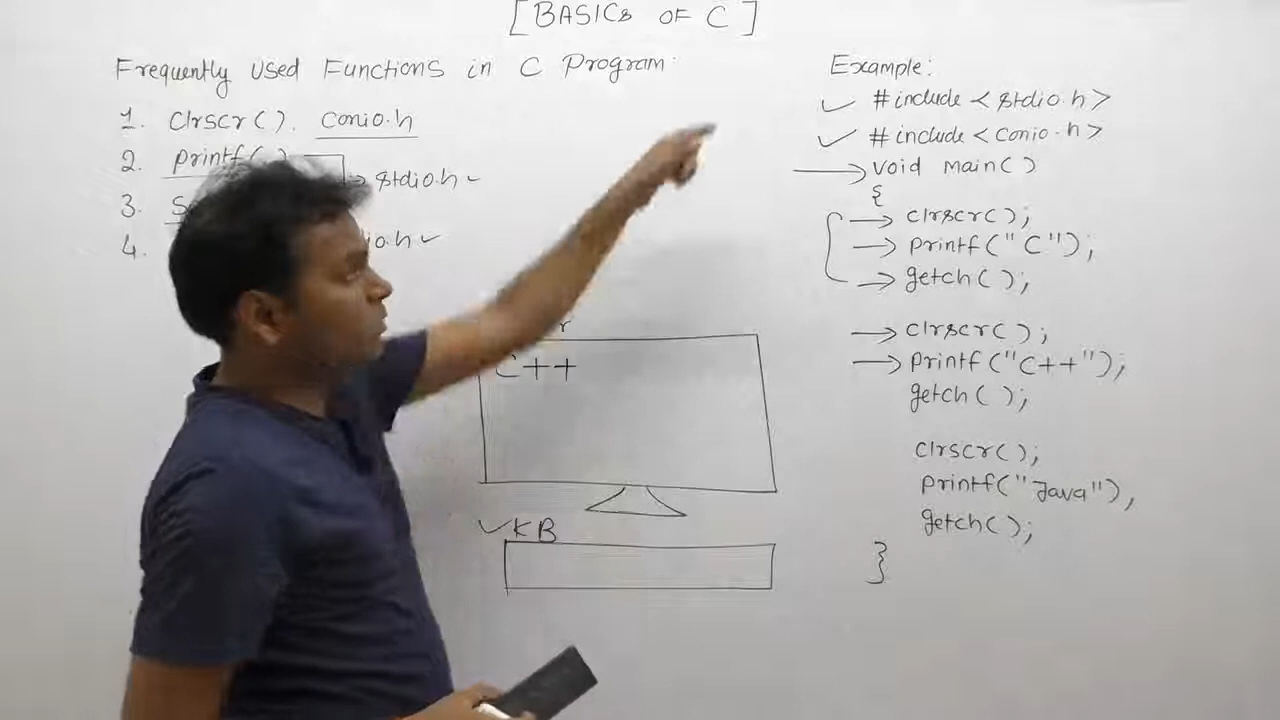 [BASICS OF C]
Frequently Used Functions in C Program.
1. Clrscr(). Conio.h
2. printf()
→ stdio.h
3. S
4. io.h
C++
KB
Example:
#include <stdio.h>
#include <conio.h>
void main()
{
clrscr();
printf("C");
getch();
clrscr();
printf("C++");
getch();
clrscr();
printf("Java"),
getch();
}